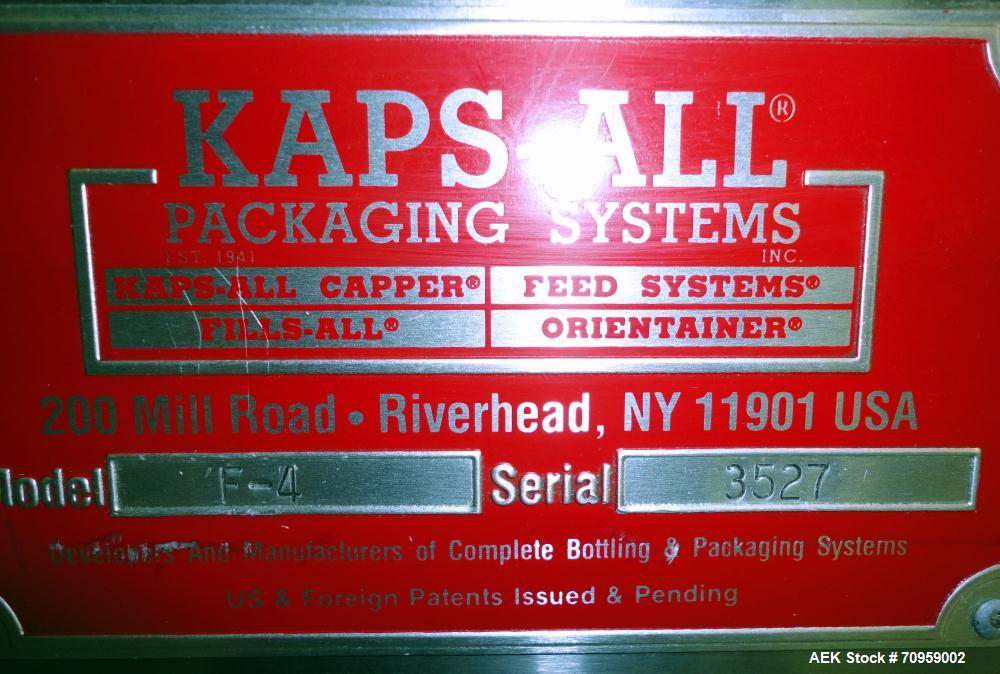 KAPS-ALL®
PACKAGING SYSTEMS
EST. 1941 INC.
KAPS-ALL CAPPER® FEED SYSTEMS®
FILLS-ALL® ORIENTAINER®
200 Mill Road • Riverhead, NY 11901 USA
Model F-4 Serial 3527
Developers And Manufacturers of Complete Bottling & Packaging Systems
US & Foreign Patents Issued & Pending
AEK Stock # 70959002